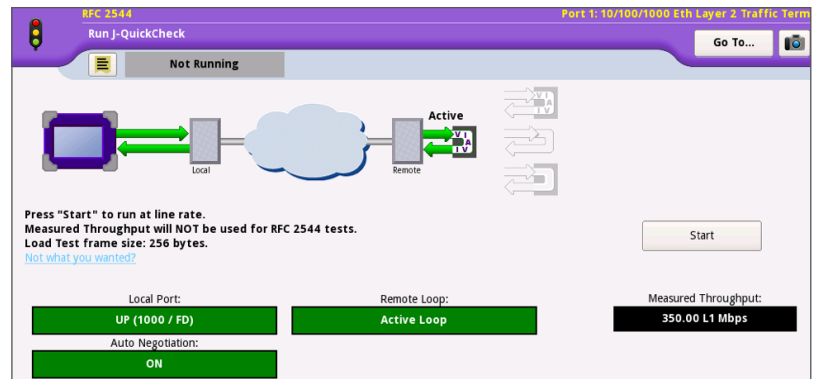 RFC 2544
Port 1: 10/100/1000 Eth Layer 2 Traffic Term
Run J-QuickCheck
Go To...
Not Running
Active
VIAVI
VIAVI
Local
Remote
Press "Start" to run at line rate.
Measured Throughput will NOT be used for RFC 2544 tests.
Load Test frame size: 256 bytes.
Not what you wanted?
Start
Local Port:
Remote Loop:
Measured Throughput:
UP (1000 / FD)
Active Loop
350.00 L1 Mbps
Auto Negotiation:
ON